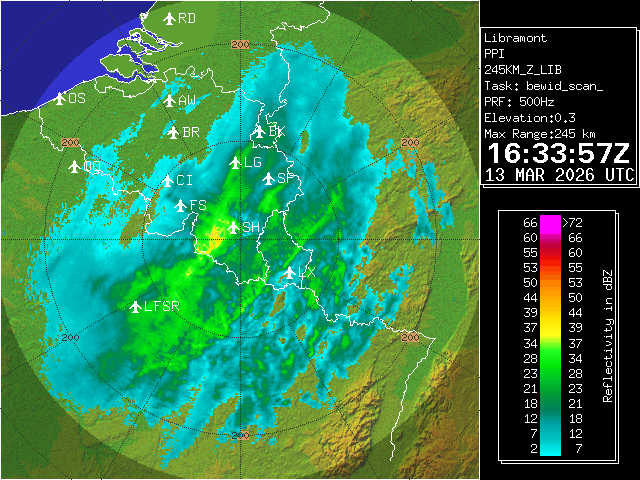 RD
200
OS
AW
BR
BK
200
200
OO
LG
CI
SP
FS
SH
LX
LFSR
200
200
200
Libramont
PPI
245KM_Z_LIB
Task: bewid_scan_
PRF: 500Hz
Elevation:0.3
Max Range:245 km
16:33:57Z
13 MAR 2026 UTC
66 >72
60 66
55 60
53 55
50 53
44 50
39 44
37 39
34 37
28 34
23 28
21 23
18 21
12 18
7 12
2 7
Reflectivity in dBZ